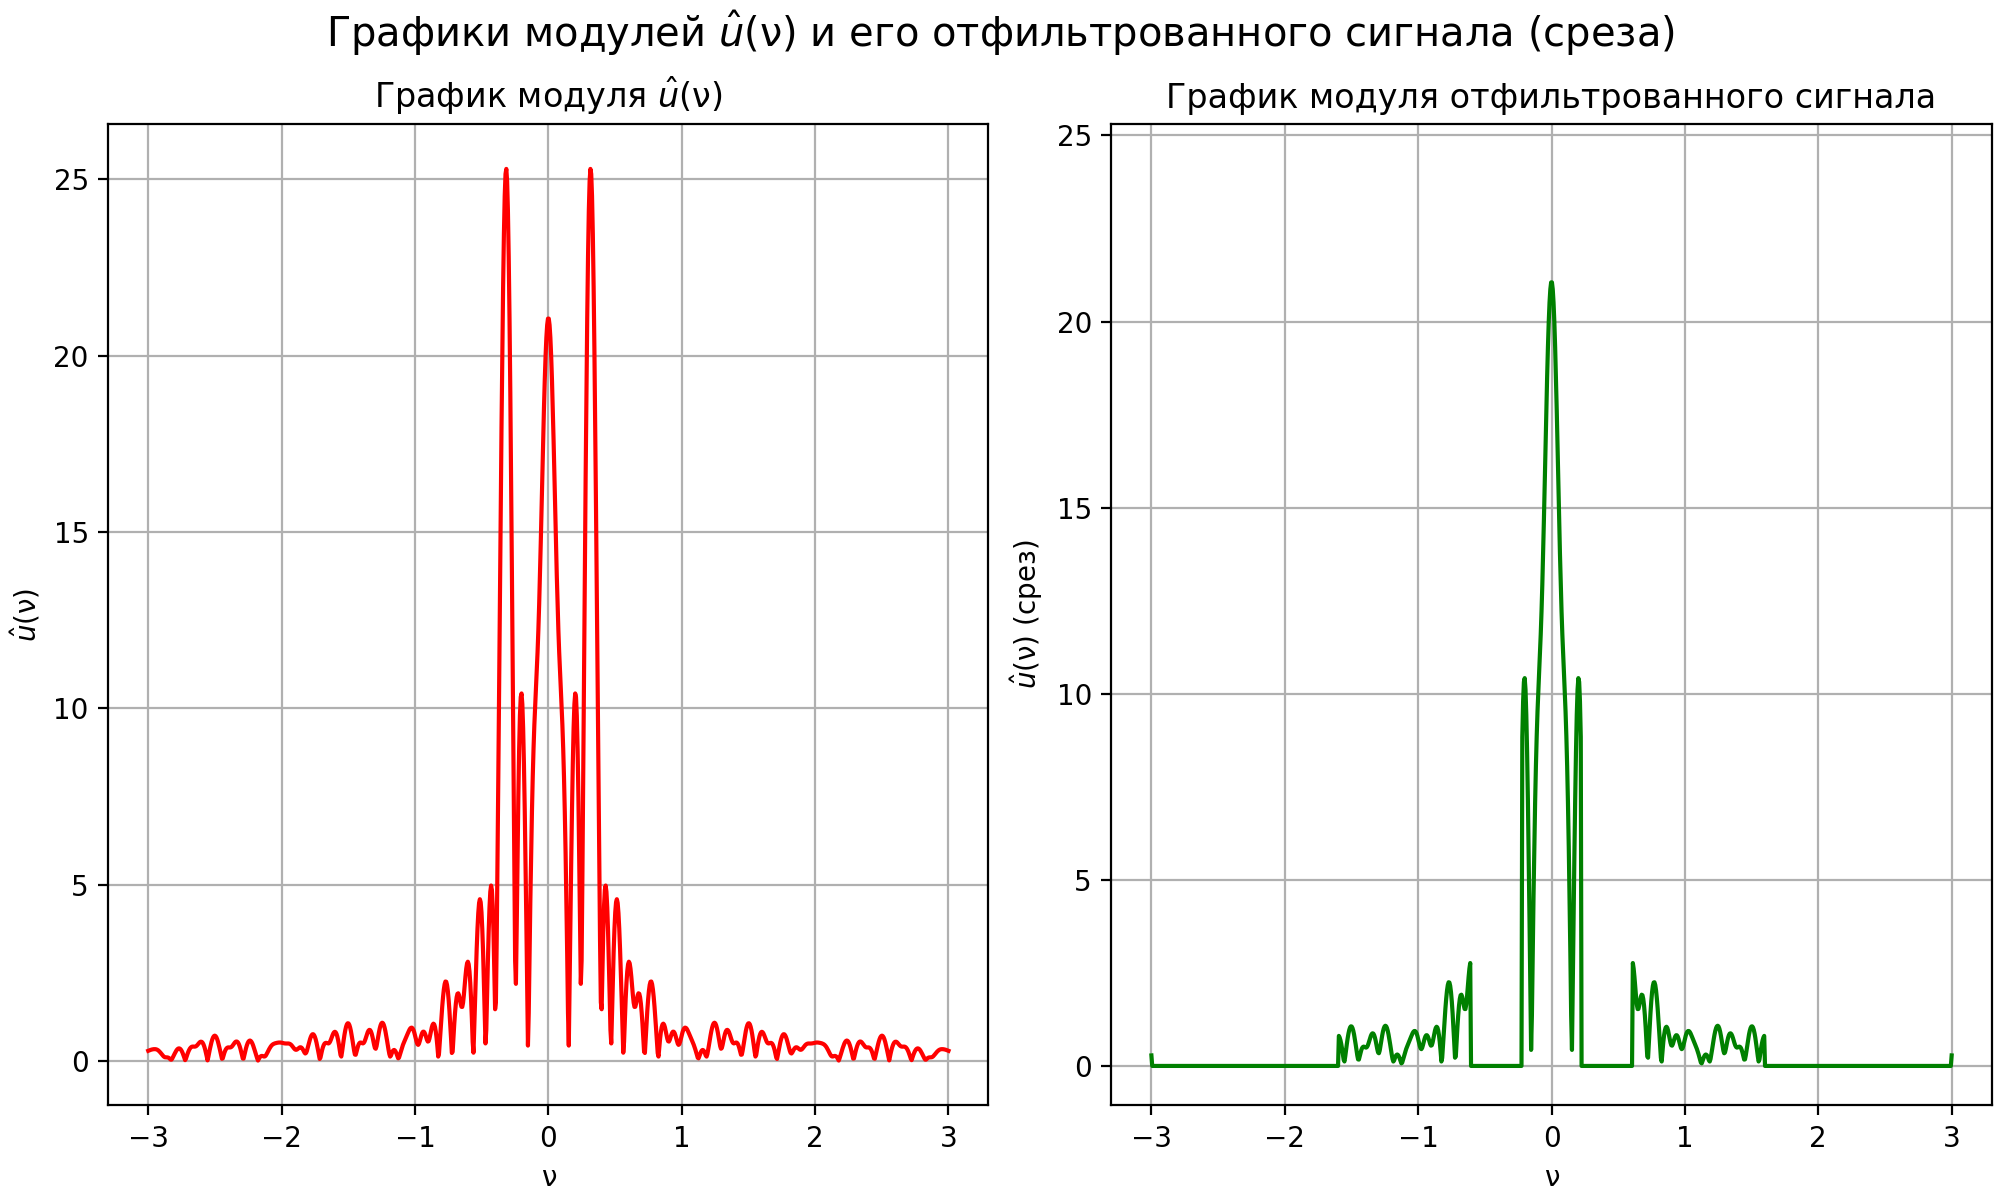 Графики модулей û(ν) и его отфильтрованного сигнала (среза)
График модуля û(ν)
25
20
15
10
5
0
û(ν)
−3 −2 −1 0 1 2 3
ν
График модуля отфильтрованного сигнала
25
20
15
10
5
0
û(ν) (срез)
−3 −2 −1 0 1 2 3
ν